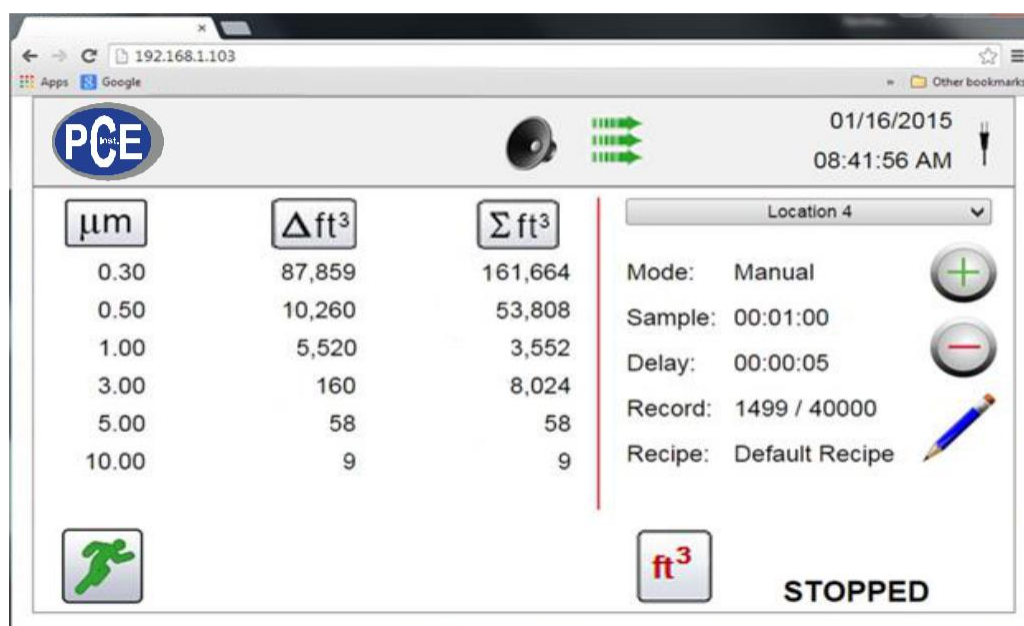 192.168.1.103
Apps Google » Other bookmarks
PCE Inst.
01/16/2015
08:41:56 AM
µm Δft³ Σft³
0.30 87,859 161,664
0.50 10,260 53,808
1.00 5,520 3,552
3.00 160 8,024
5.00 58 58
10.00 9 9
Location 4
Mode: Manual
Sample: 00:01:00
Delay: 00:00:05
Record: 1499 / 40000
Recipe: Default Recipe
ft³
STOPPED